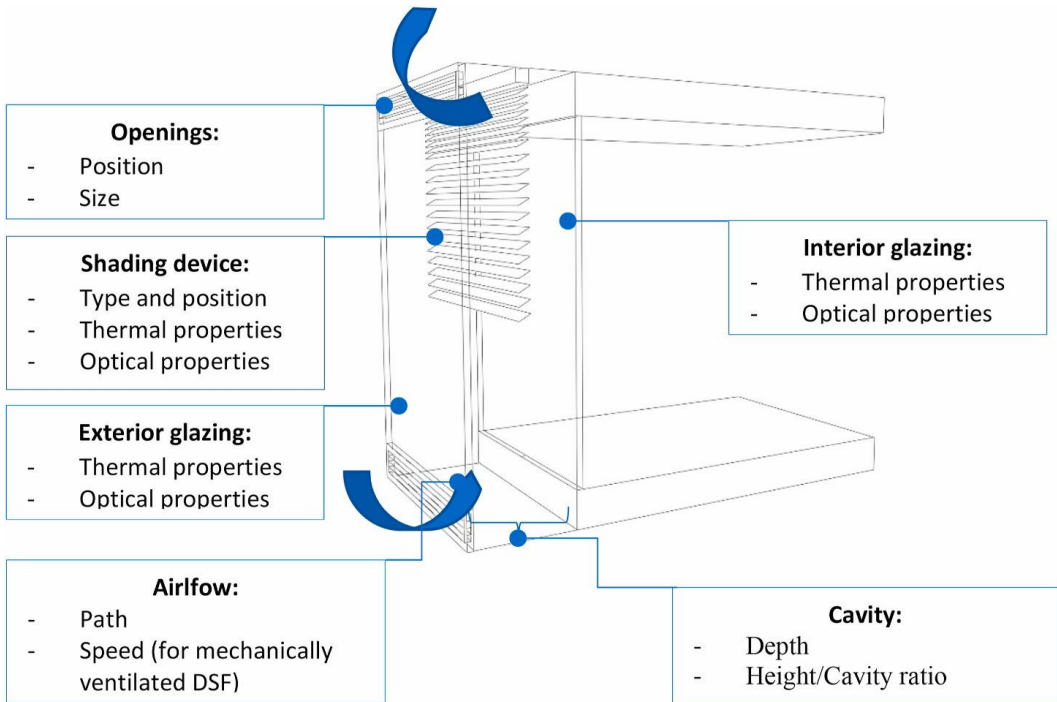 Openings:
- Position
- Size
Shading device:
- Type and position
- Thermal properties
- Optical properties
Interior glazing:
- Thermal properties
- Optical properties
Exterior glazing:
- Thermal properties
- Optical properties
Airlfow:
- Path
- Speed (for mechanically
ventilated DSF)
Cavity:
- Depth
- Height/Cavity ratio